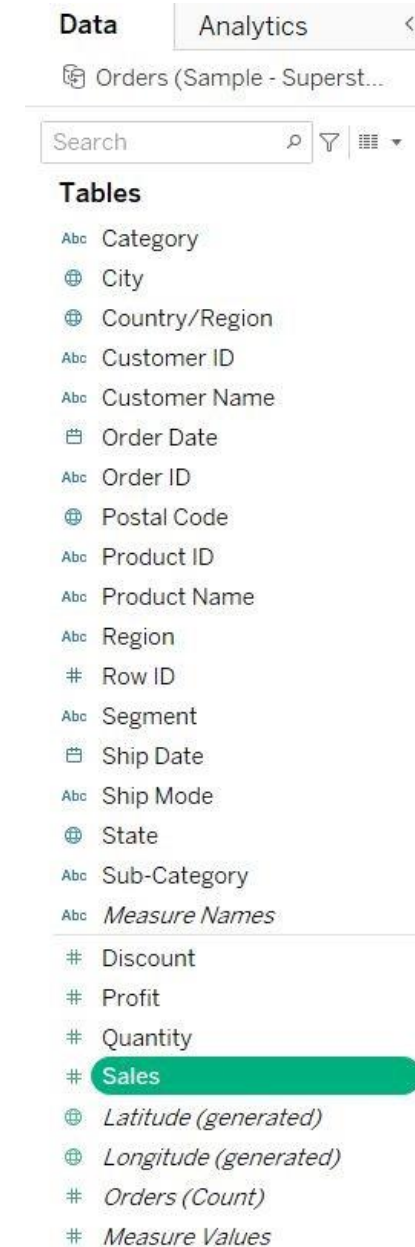 Data Analytics
Orders (Sample - Superst...
Search
Tables
Abc Category
City
Country/Region
Abc Customer ID
Abc Customer Name
Order Date
Abc Order ID
Postal Code
Abc Product ID
Abc Product Name
Abc Region
# Row ID
Abc Segment
Ship Date
Abc Ship Mode
State
Abc Sub-Category
Abc Measure Names
# Discount
# Profit
# Quantity
# Sales
Latitude (generated)
Longitude (generated)
# Orders (Count)
# Measure Values